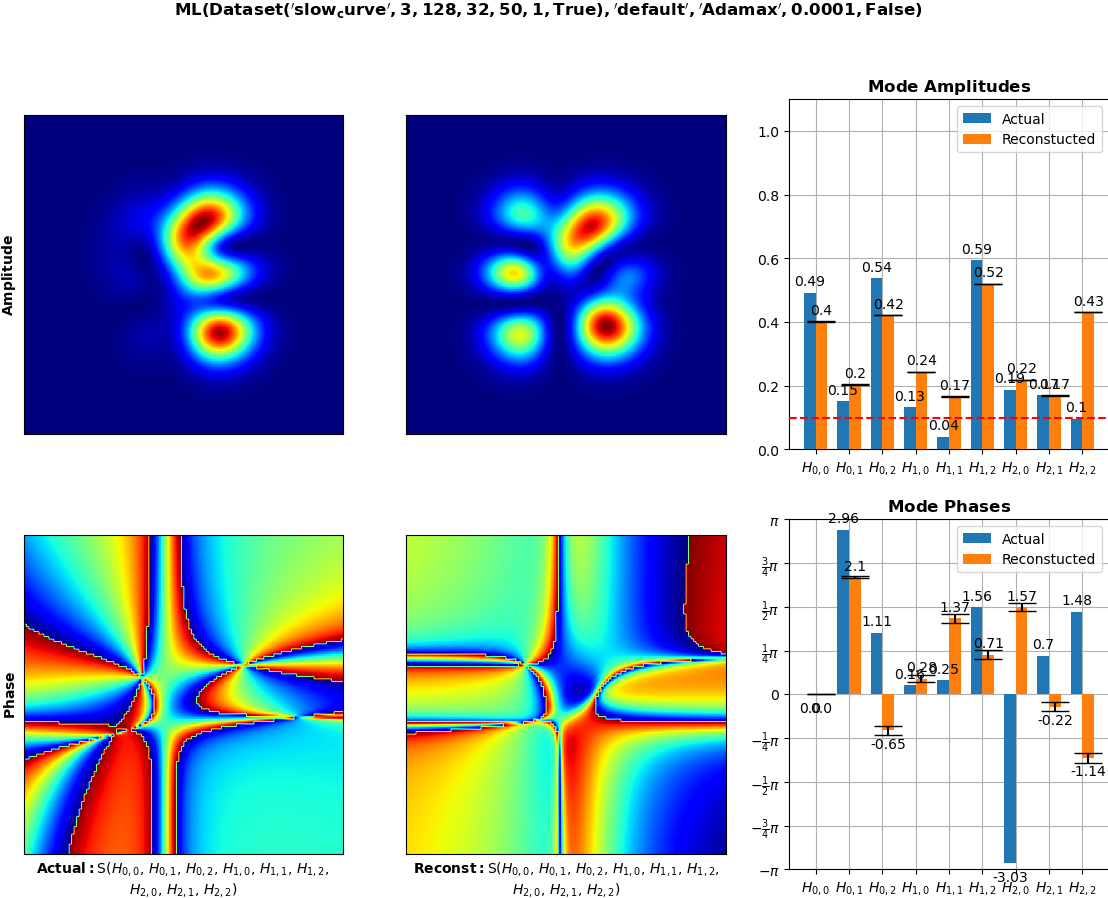 ML(Dataset('slow_curve', 3, 128, 32, 50, 1, True), 'default', 'Adamax', 0.0001, False)
Amplitude
Mode Amplitudes
Actual
Reconstucted
1.0
0.8
0.6
0.4
0.2
0.0
0.49 0.4 0.15 0.2 0.54 0.42 0.13 0.24 0.04 0.17 0.59 0.52 0.19 0.22 0.17 0.17 0.1 0.43
H0,0 H0,1 H0,2 H1,0 H1,1 H1,2 H2,0 H2,1 H2,2
Phase
Actual: S(H0,0, H0,1, H0,2, H1,0, H1,1, H1,2,
H2,0, H2,1, H2,2)
Reconst: S(H0,0, H0,1, H0,2, H1,0, H1,1, H1,2,
H2,0, H2,1, H2,2)
Mode Phases
Actual
Reconstucted
π
3/4π
1/2π
1/4π
0
−1/4π
−1/2π
−3/4π
−π
0.0 0.0 2.96 2.1 1.11 -0.65 0.16 0.28 0.25 1.37 1.56 0.71 -3.03 1.57 0.7 -0.22 1.48 -1.14
H0,0 H0,1 H0,2 H1,0 H1,1 H1,2 H2,0 H2,1 H2,2